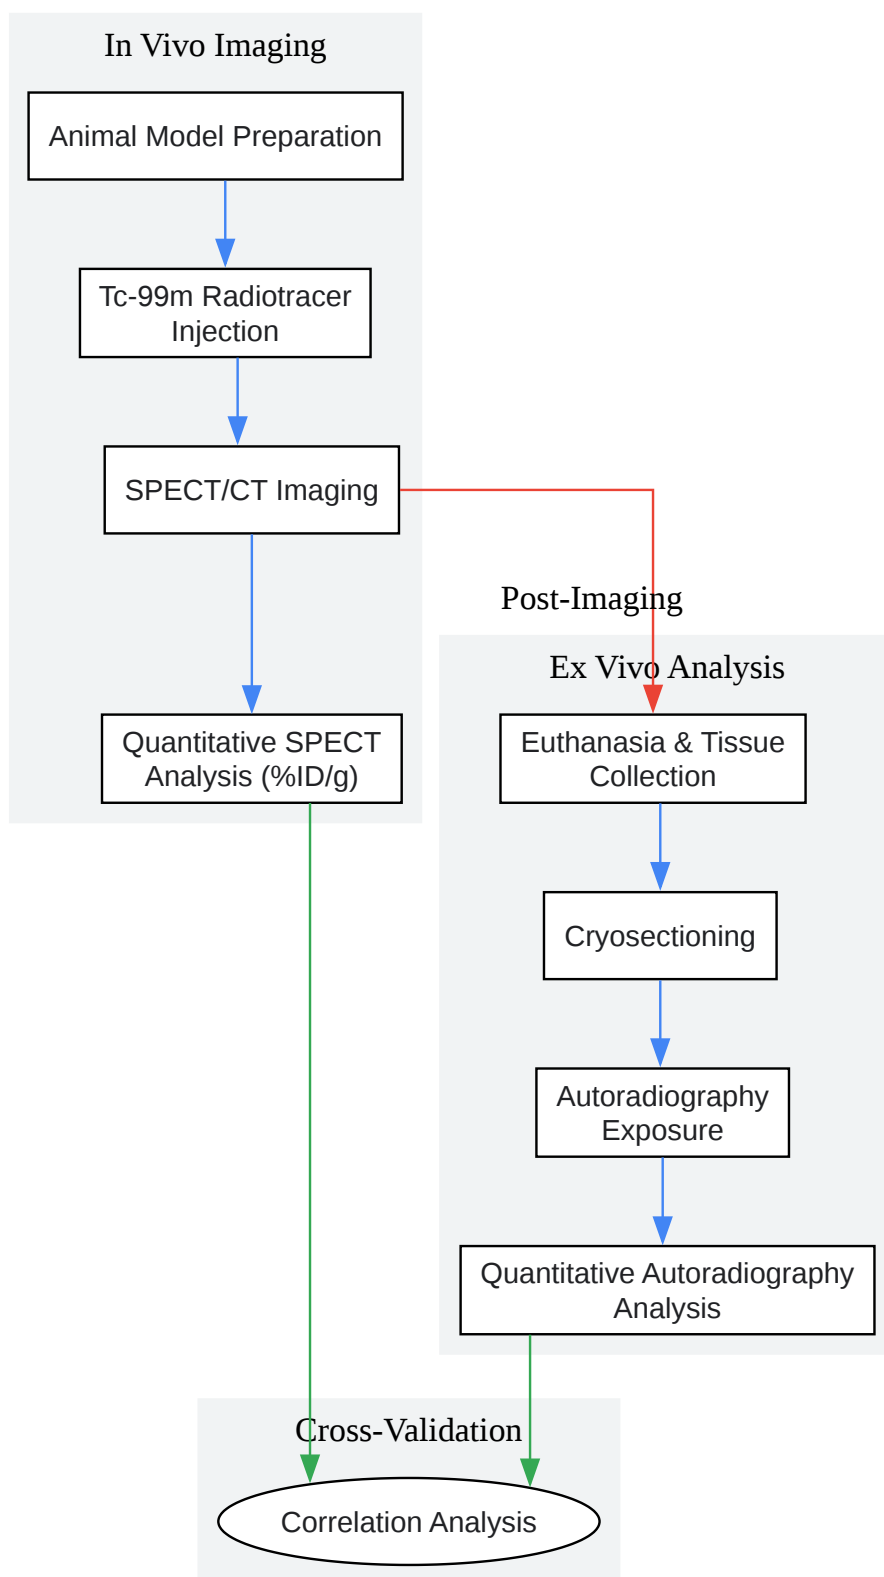 In Vivo Imaging
Animal Model Preparation
Tc-99m Radiotracer
Injection
SPECT/CT Imaging
Quantitative SPECT
Analysis (%ID/g)
Post-Imaging
Ex Vivo Analysis
Euthanasia & Tissue
Collection
Cryosectioning
Autoradiography
Exposure
Quantitative Autoradiography
Analysis
Cross-Validation
Correlation Analysis